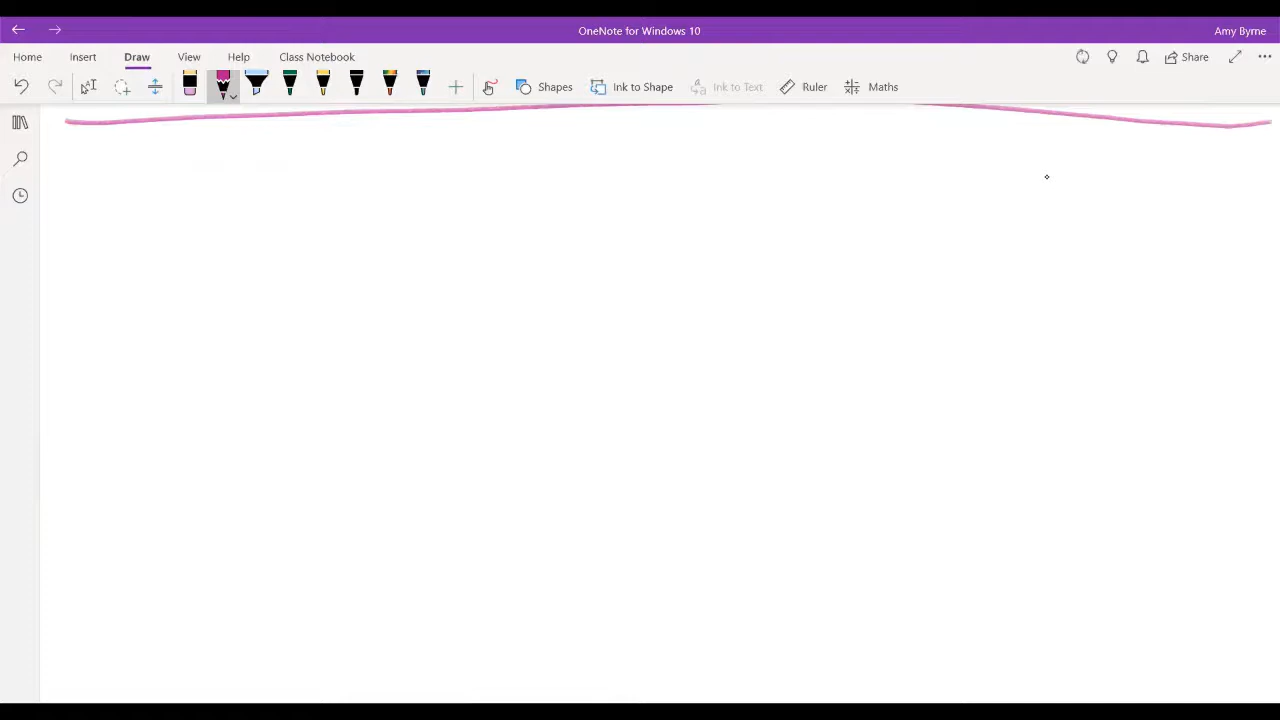 OneNote for Windows 10
Amy Byrne
Home Insert Draw View Help Class Notebook
Share
Shapes Ink to Shape Ink to Text Ruler Maths